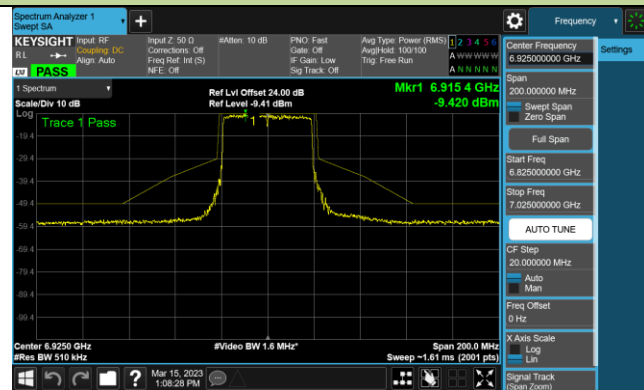 Spectrum Analyzer 1
Swept SA
+
Frequency
KEYSIGHT
Input: RF
Coupling: DC
Align: Auto
Input Z: 50 Ω
Corrections: Off
Freq Ref: Int (S)
NFE: Off
#Atten: 10 dB
PNO: Fast
Gate: Off
IF Gain: Low
Sig Track: Off
Avg Type: Power (RMS)
Avg|Hold: 100/100
Trig: Free Run
1 2 3 4 5 6
A W W W W W
A N N N N N
R L
LXI
PASS
1 Spectrum
Scale/Div 10 dB
Ref Lvl Offset 24.00 dB
Ref Level -9.41 dBm
Mkr1 6.915 4 GHz
-9.420 dBm
Log
Trace 1 Pass
1
-19.4
-29.4
-39.4
-49.4
-59.4
-69.4
-79.4
-89.4
-99.4
Center 6.9250 GHz
#Res BW 510 kHz
#Video BW 1.6 MHz*
Span 200.0 MHz
Sweep ~1.61 ms (2001 pts)
Mar 15, 2023
1:08:28 PM
?
Center Frequency
6.925000000 GHz
Settings
Span
200.000000 MHz
Swept Span
Zero Span
Full Span
Start Freq
6.825000000 GHz
Stop Freq
7.025000000 GHz
AUTO TUNE
CF Step
20.000000 MHz
Auto
Man
Freq Offset
0 Hz
X Axis Scale
Log
Lin
Signal Track
(Span Zoom)